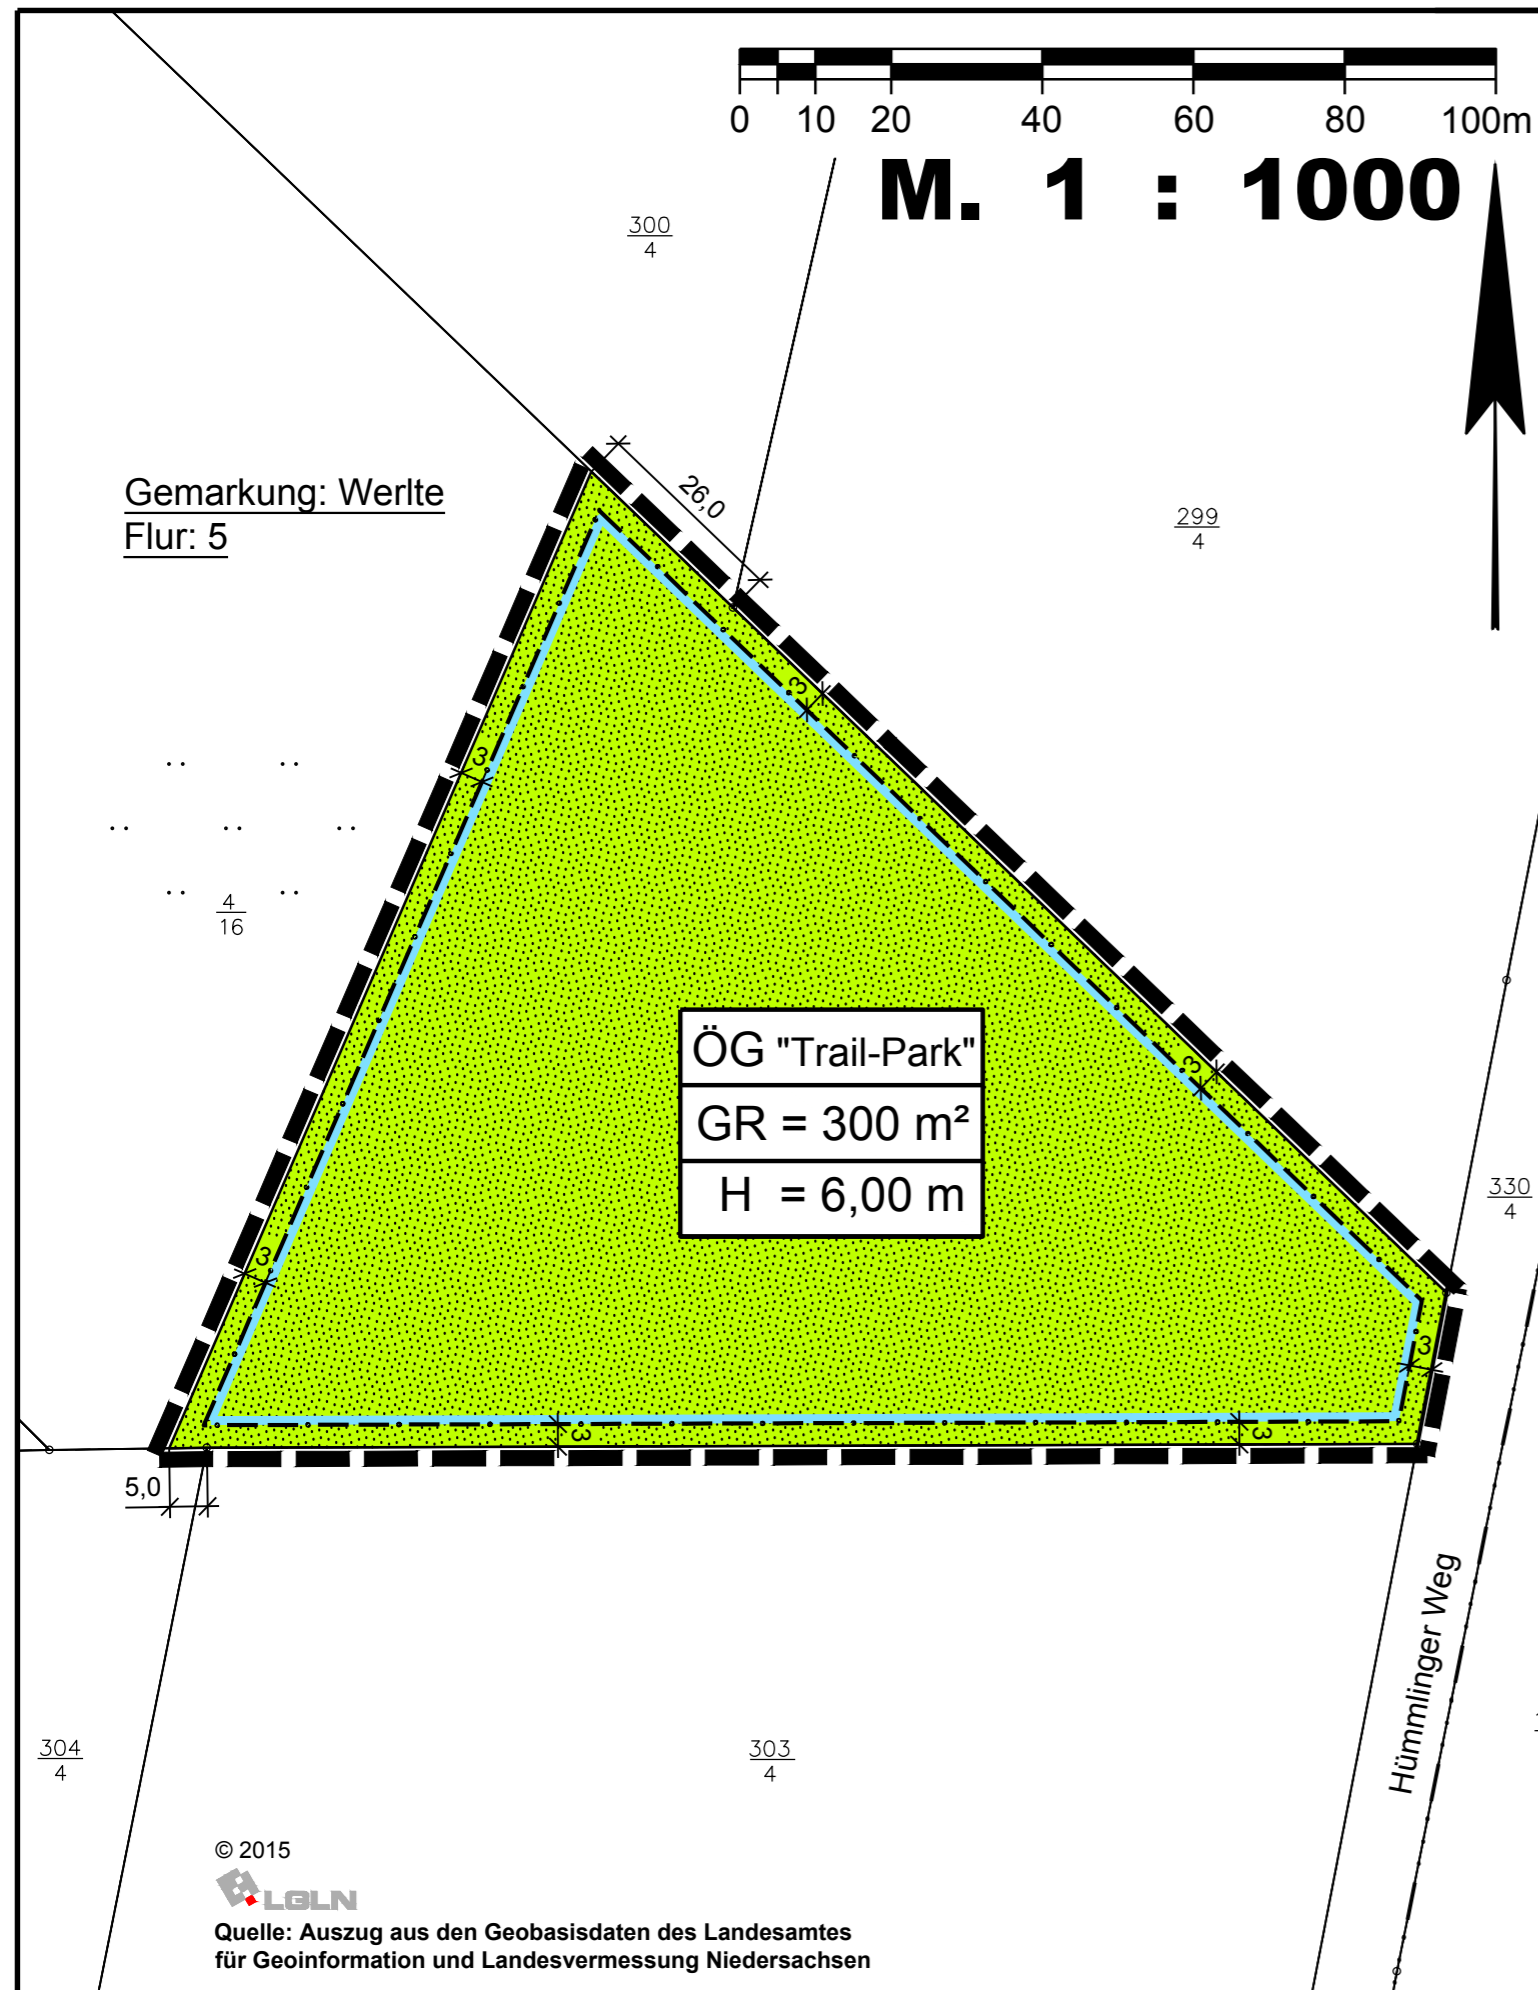 0 10 20 40 60 80 100m
M. 1 : 1000
300
4
26,0
Gemarkung: Werlte
Flur: 5
299
4
3
3
4
16
ÖG "Trail-Park"
GR = 300 m²
H = 6,00 m
3
330
4
3
3
3
3
5,0
Hümmlinger Weg
304
4
303
4
© 2015
LGLN
Quelle: Auszug aus den Geobasisdaten des Landesamtes
für Geoinformation und Landesvermessung Niedersachsen